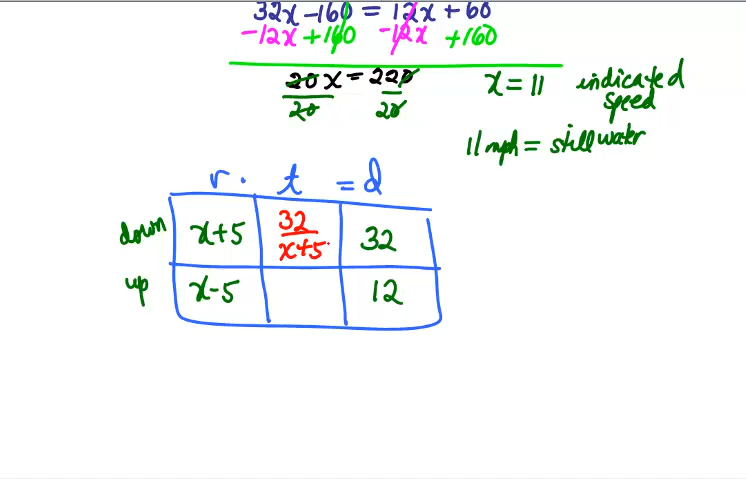 32x - 160 = 12x + 60
-12x + 160 -12x + 160
20x = 220 x = 11 indicated speed
20 20
11 mph = still water
r · t = d
down x+5 32/x+5 32
up x-5 12